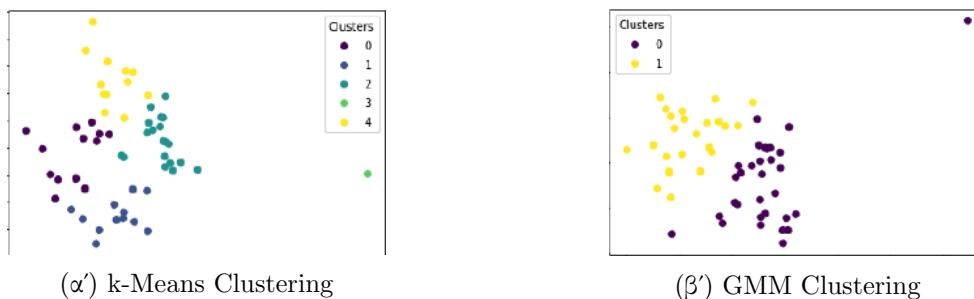 Clusters
0
1
2
3
4
(α′) k-Means Clustering
Clusters
0
1
(β′) GMM Clustering